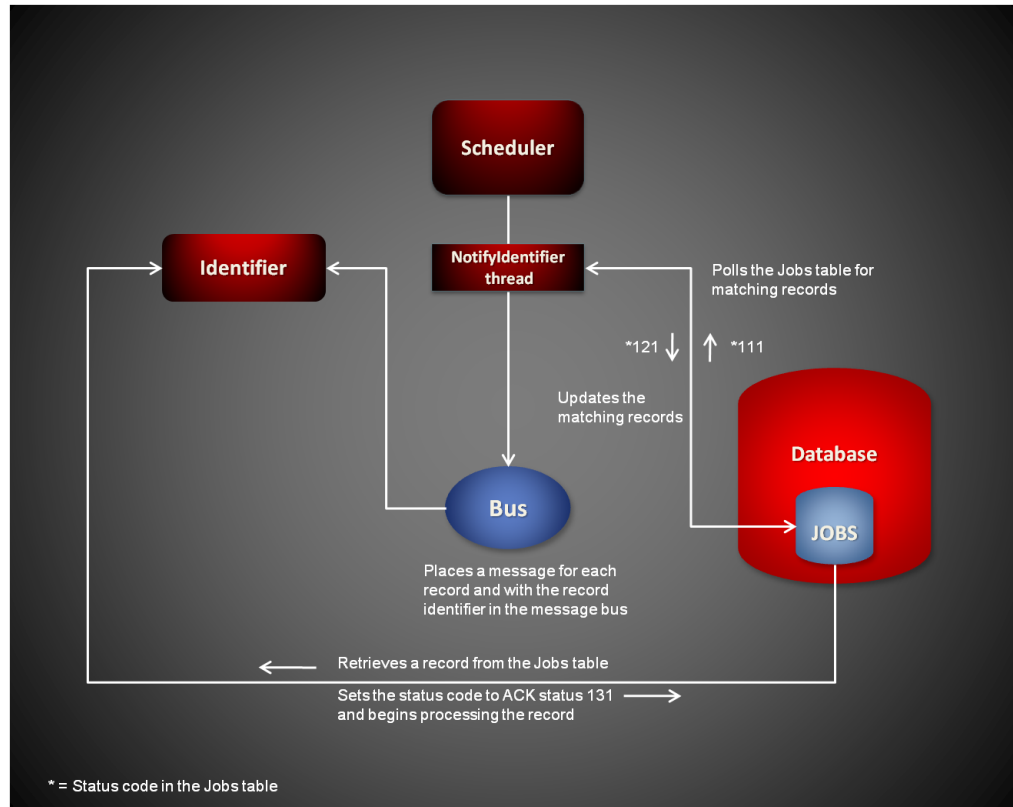 Scheduler
NotifyIdentifier
thread
Identifier
Polls the Jobs table for
matching records
*121
*111
Updates the
matching records
Database
JOBS
Bus
Places a message for each
record and with the record
identifier in the message bus
Retrieves a record from the Jobs table
Sets the status code to ACK status 131
and begins processing the record
* = Status code in the Jobs table